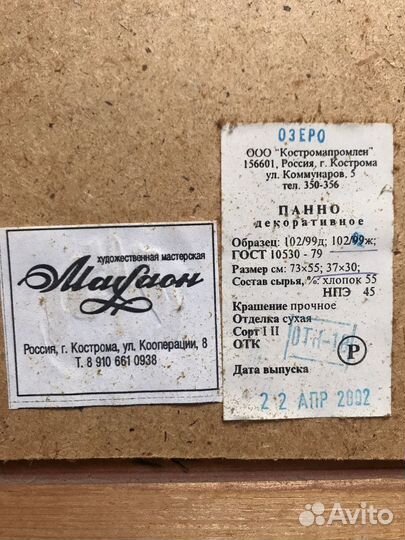 художественная мастерская
Махаон
Россия, г. Кострома, ул. Кооперации, 8
Т. 8 910 661 0938
ОЗЕРО
ООО "Костромапромлен"
156601, Россия, г. Кострома
ул. Коммунаров, 5
тел. 350-356
ПАННО
декоративное
Образец: 102/99д; 102/99ж;
ГОСТ 10530 - 79
Размер см: 73×55; 37×30;
Состав сырья,%: хлопок 55
НПЭ 45
Крашение прочное
Отделка сухая
Сорт I II
ОТК
Р
Дата выпуска
22 АПР 2002
Avito